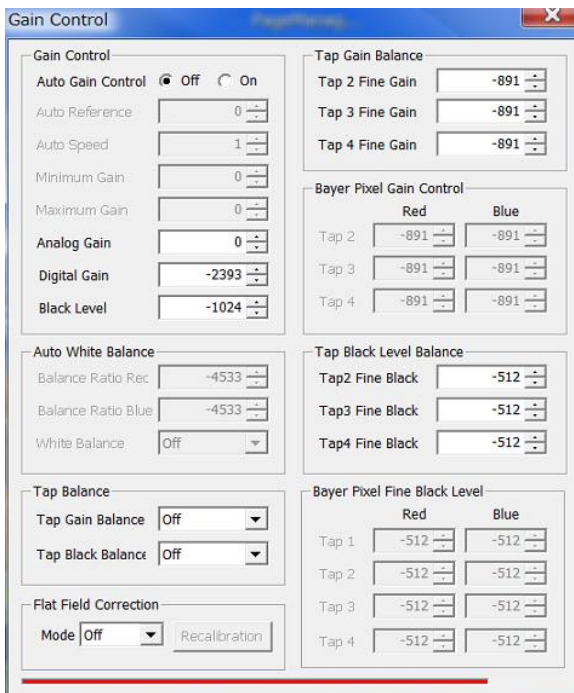 Gain Control
Gain Control
Auto Gain Control Off On
Auto Reference 0
Auto Speed 1
Minimum Gain 0
Maximum Gain 0
Analog Gain 0
Digital Gain -2393
Black Level -1024
Auto White Balance
Balance Ratio Rec -4533
Balance Ratio Blue -4533
White Balance Off
Tap Balance
Tap Gain Balance Off
Tap Black Balance Off
Flat Field Correction
Mode Off Recalibration
Tap Gain Balance
Tap 2 Fine Gain -891
Tap 3 Fine Gain -891
Tap 4 Fine Gain -891
Bayer Pixel Gain Control
Red Blue
Tap 2 -891 -891
Tap 3 -891 -891
Tap 4 -891 -891
Tap Black Level Balance
Tap2 Fine Black -512
Tap3 Fine Black -512
Tap4 Fine Black -512
Bayer Pixel Fine Black Level
Red Blue
Tap 1 -512 -512
Tap 2 -512 -512
Tap 3 -512 -512
Tap 4 -512 -512